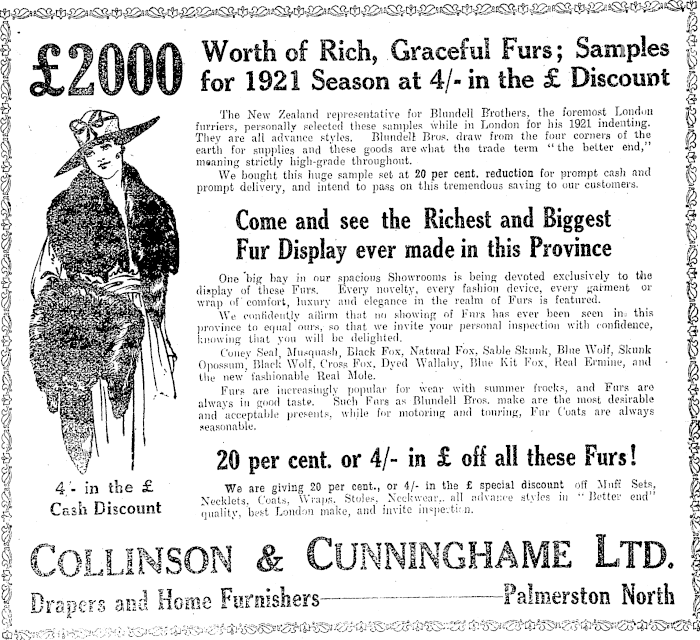 £2000
Worth of Rich, Graceful Furs; Samples
for 1921 Season at 4/- in the £ Discount
The New Zealand representative for Blundell Brothers, the foremost London
furriers, personally selected these samples while in London for his 1921 indenting.
They are all advance styles. Blundell Bros. draw from the four corners of the
earth for supplies and these goods are what the trade term "the better end,"
meaning strictly high-grade throughout.
We bought this huge sample set at 20 per cent. reduction for prompt cash and
prompt delivery, and intend to pass on this tremendous saving to our customers.
Come and see the Richest and Biggest
Fur Display ever made in this Province
One big bay in our spacious Showrooms is being devoted exclusively to the
display of these Furs. Every novelty, every fashion device, every garment or
wrap of comfort, luxury and elegance in the realm of Furs is featured.
We confidently affirm that no showing of Furs has ever been seen in this
province to equal ours, so that we invite your personal inspection with confidence,
knowing that you will be delighted.
Coney Seal, Musquash, Black Fox, Natural Fox, Sable Skunk, Blue Wolf, Skunk
Opossum, Black Wolf, Cross Fox, Dyed Wallaby, Blue Kit Fox, Real Ermine, and
the new fashionable Real Mole.
Furs are increasingly popular for wear with summer frocks, and Furs are
always in good taste. Such Furs as Blundell Bros. make are the most desirable
and acceptable presents, while for motoring and touring, Fur Coats are always
seasonable.
20 per cent. or 4/- in £ off all these Furs!
We are giving 20 per cent., or 4/- in the £ special discount off Muff Sets,
Necklets, Coats, Wraps, Stoles, Neckwear, all advance styles in "Better end"
quality, best London make, and invite inspection.
4/- in the £
Cash Discount
COLLINSON & CUNNINGHAME LTD.
Drapers and Home Furnishers—Palmerston North